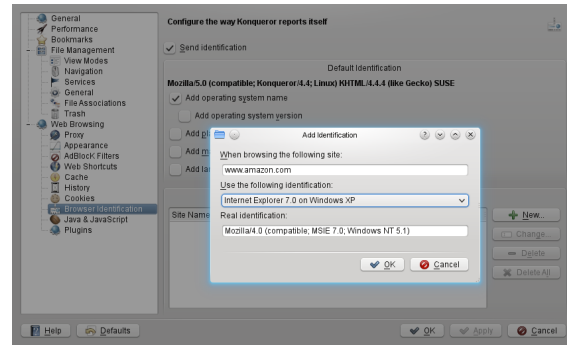 General
Performance
Bookmarks
File Management
View Modes
Navigation
Services
General
File Associations
Trash
Web Browsing
Proxy
Appearance
AdBlocK Filters
Web Shortcuts
Cache
History
Cookies
Browser Identification
Java & JavaScript
Plugins
Configure the way Konqueror reports itself
Send identification
Default Identification
Mozilla/5.0 (compatible; Konqueror/4.4; Linux) KHTML/4.4.4 (like Gecko) SUSE
Add operating system name
Add operating system version
Add pl
Add m
Add la
Site Name
Add Identification
When browsing the following site:
www.amazon.com
Use the following identification:
Internet Explorer 7.0 on Windows XP
Real identification:
Mozilla/4.0 (compatible; MSIE 7.0; Windows NT 5.1)
OK Cancel
New...
Change...
Delete
Delete All
Help Defaults OK Apply Cancel